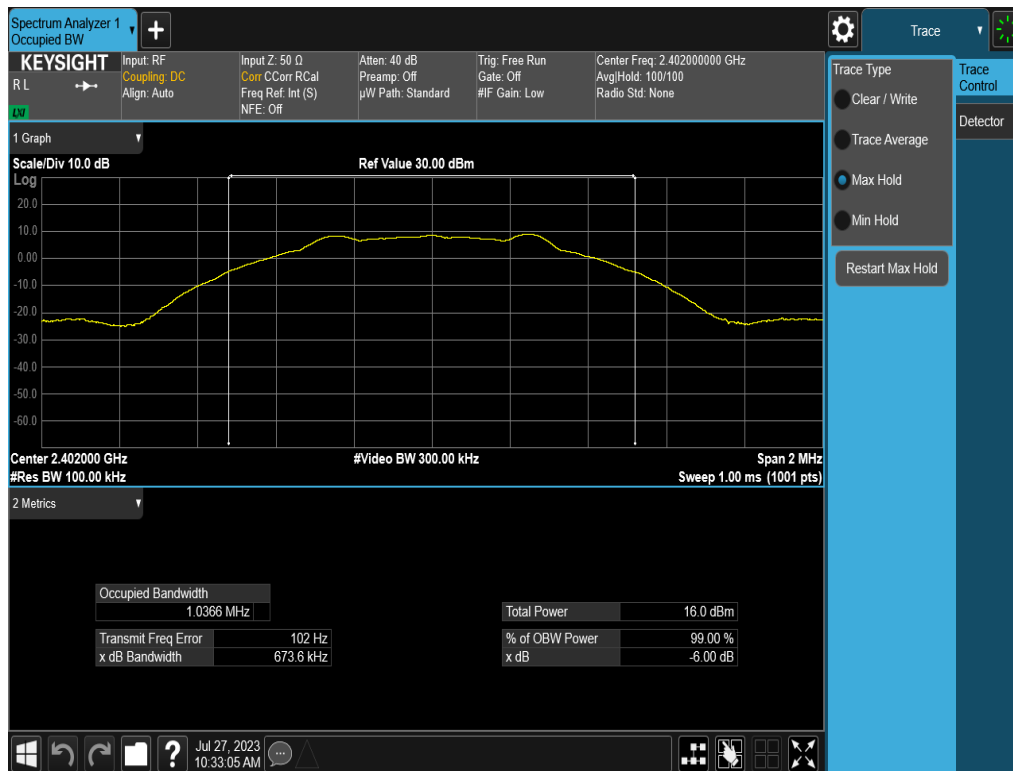 Spectrum Analyzer 1
Occupied BW
+
Trace
KEYSIGHT
R L
LXI
Input: RF
Coupling: DC
Align: Auto
Input Z: 50 Ω
Corr CCorr RCal
Freq Ref: Int (S)
NFE: Off
Atten: 40 dB
Preamp: Off
µW Path: Standard
Trig: Free Run
Gate: Off
#IF Gain: Low
Center Freq: 2.402000000 GHz
Avg|Hold: 100/100
Radio Std: None
Trace Type
Clear / Write
Trace Average
Max Hold
Min Hold
Restart Max Hold
Trace
Control
Detector
1 Graph
Scale/Div 10.0 dB
Ref Value 30.00 dBm
Log
20.0
10.0
0.00
-10.0
-20.0
-30.0
-40.0
-50.0
-60.0
Center 2.402000 GHz
#Video BW 300.00 kHz
Span 2 MHz
#Res BW 100.00 kHz
Sweep 1.00 ms (1001 pts)
2 Metrics
Occupied Bandwidth
1.0366 MHz
Total Power 16.0 dBm
Transmit Freq Error 102 Hz
% of OBW Power 99.00 %
x dB Bandwidth 673.6 kHz
x dB -6.00 dB
?
Jul 27, 2023
10:33:05 AM